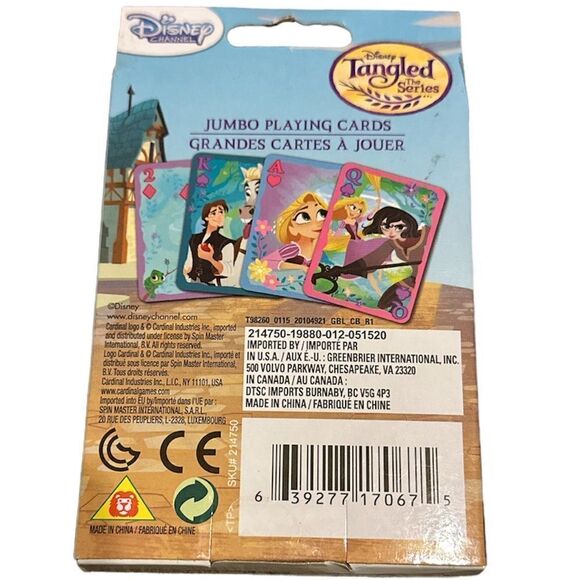 Disney
CHANNEL
Disney
Tangled
The
Series
JUMBO PLAYING CARDS
GRANDES CARTES À JOUER
2
K
A
Q
Q
©Disney
www.disneychannel.com
Cardinal logo & © Cardinal Industries Inc., imported
and distributed under license by Spin Master
International, B.V. All rights reserved.
Logo Cardinal & © Cardinal Industries Inc., importé et
distribué sous licence par Spin Master International,
B.V. Tous droits réservés.
Cardinal Industries Inc., L.I.C., NY 11101. USA
www.cardinalgames.com
Imported into EU by/Importé dans l'UE par :
SPIN MASTER INTERNATIONAL, S.A.R.L.
20 RUE DES PEUPLIERS, L-2328, LUXEMBOURG
T98260 0115 20104921 GBL CB R1
214750-19880-012-051520
IMPORTED BY / IMPORTÉ PAR
IN U.S.A. / AUX É.-U. : GREENBRIER INTERNATIONAL, INC.
500 VOLVO PARKWAY, CHESAPEAKE, VA 23320
IN CANADA / AU CANADA :
DTSC IMPORTS BURNABY, BC V5G 4P3
MADE IN CHINA / FABRIQUÉ EN CHINE
CE
MADE IN CHINA / FABRIQUÉ EN CHINE
<TP> SKU# 214750
6 39277 17067 5